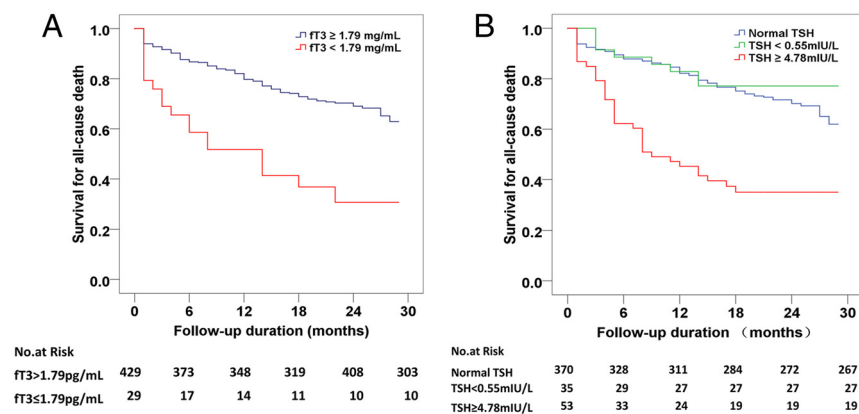 A
fT3 ≥ 1.79 mg/mL
fT3 < 1.79 mg/mL
Survival for all-cause death
1.0
0.8
0.6
0.4
0.2
0.0
0 6 12 18 24 30
Follow-up duration (months)
No.at Risk
fT3>1.79pg/mL 429 373 348 319 408 303
fT3≤1.79pg/mL 29 17 14 11 10 10
B
Normal TSH
TSH < 0.55mIU/L
TSH ≥ 4.78mIU/L
Survival for all-cause death
1.0
0.8
0.6
0.4
0.2
0.0
0 6 12 18 24 30
Follow-up duration （months）
No.at Risk
Normal TSH 370 328 311 284 272 267
TSH<0.55mIU/L 35 29 27 27 27 27
TSH≥4.78mIU/L 53 33 24 19 19 19